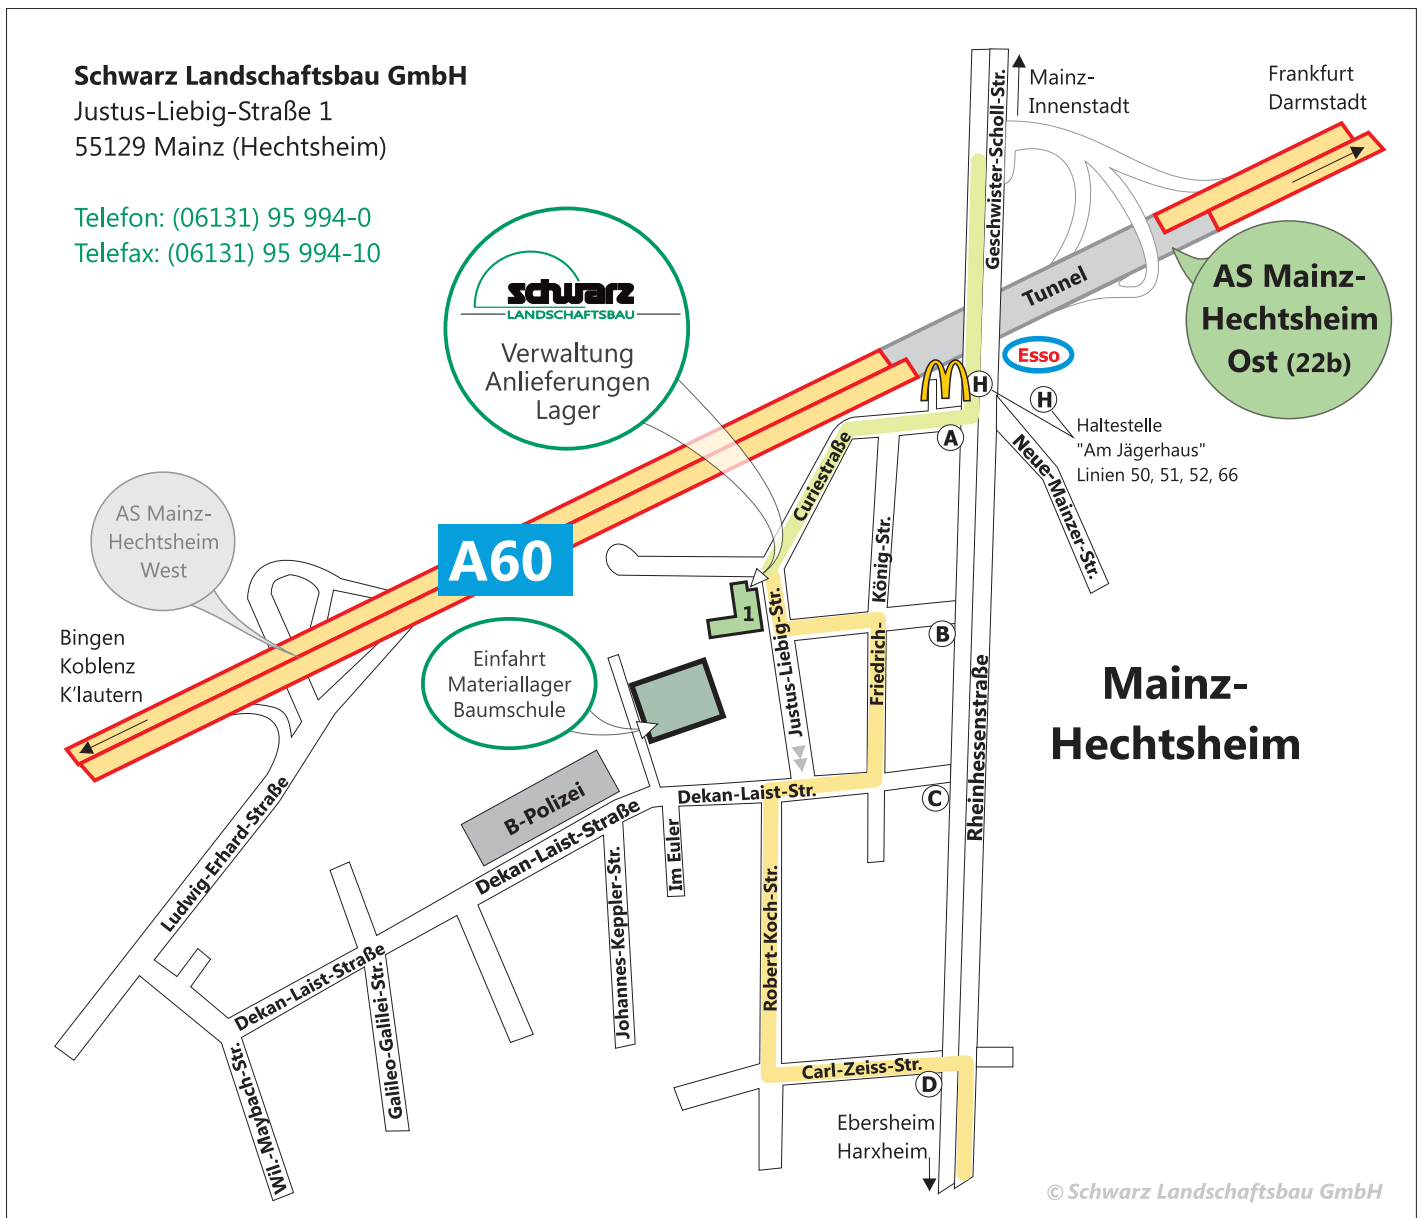 Schwarz Landschaftsbau GmbH
Justus-Liebig-Straße 1
55129 Mainz (Hechtsheim)
Telefon: (06131) 95 994-0
Telefax: (06131) 95 994-10
Mainz-
Innenstadt
Frankfurt
Darmstadt
Geschwister-Scholl-Str.
schwarz
LANDSCHAFTSBAU
Verwaltung
Anlieferungen
Lager
Tunnel
AS Mainz-
Hechtsheim
Ost (22b)
Esso
H
H
Haltestelle
"Am Jägerhaus"
Linien 50, 51, 52, 66
A
Neue-Mainzer-Str.
Curiestraße
AS Mainz-
Hechtsheim
West
A60
König-Str.
Friedrich-
Justus-Liebig-Str.
1
B
Bingen
Koblenz
K'lautern
Einfahrt
Materiallager
Baumschule
Rheinhessenstraße
Mainz-
Hechtsheim
B-Polizei
Dekan-Laist-Str.
C
Ludwig-Erhard-Straße
Dekan-Laist-Straße
Im Euler
Johannes-Keppler-Str.
Robert-Koch-Str.
Dekan-Laist-Straße
Galileo-Galilei-Str.
Wil.-Maybach-Str.
Carl-Zeiss-Str.
D
Ebersheim
Harxheim
© Schwarz Landschaftsbau GmbH